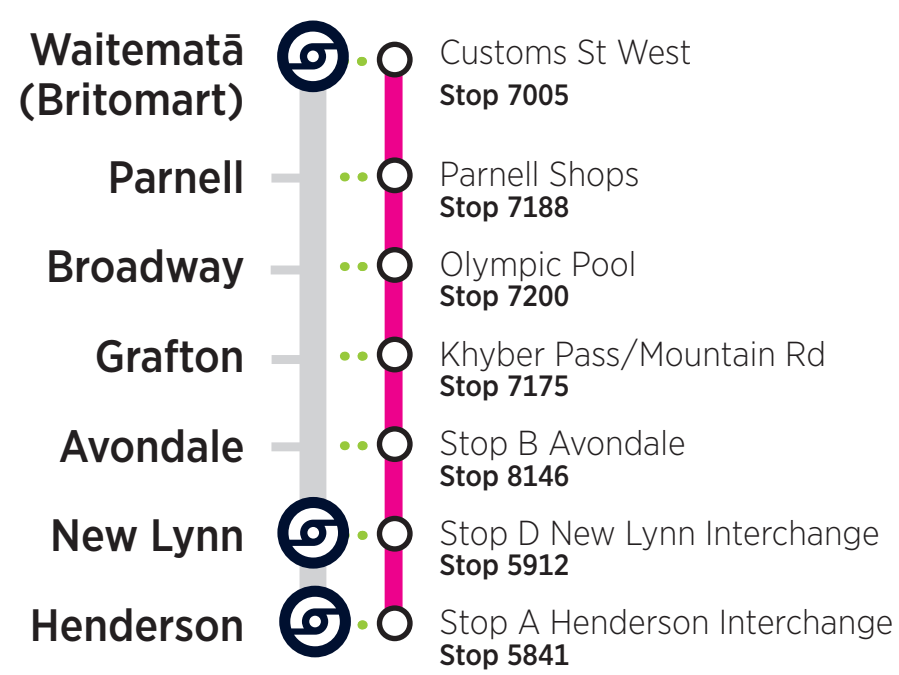 Waitematā
(Britomart)
Customs St West
Stop 7005
Parnell
Parnell Shops
Stop 7188
Broadway
Olympic Pool
Stop 7200
Grafton
Khyber Pass/Mountain Rd
Stop 7175
Avondale
Stop B Avondale
Stop 8146
New Lynn
Stop D New Lynn Interchange
Stop 5912
Henderson
Stop A Henderson Interchange
Stop 5841